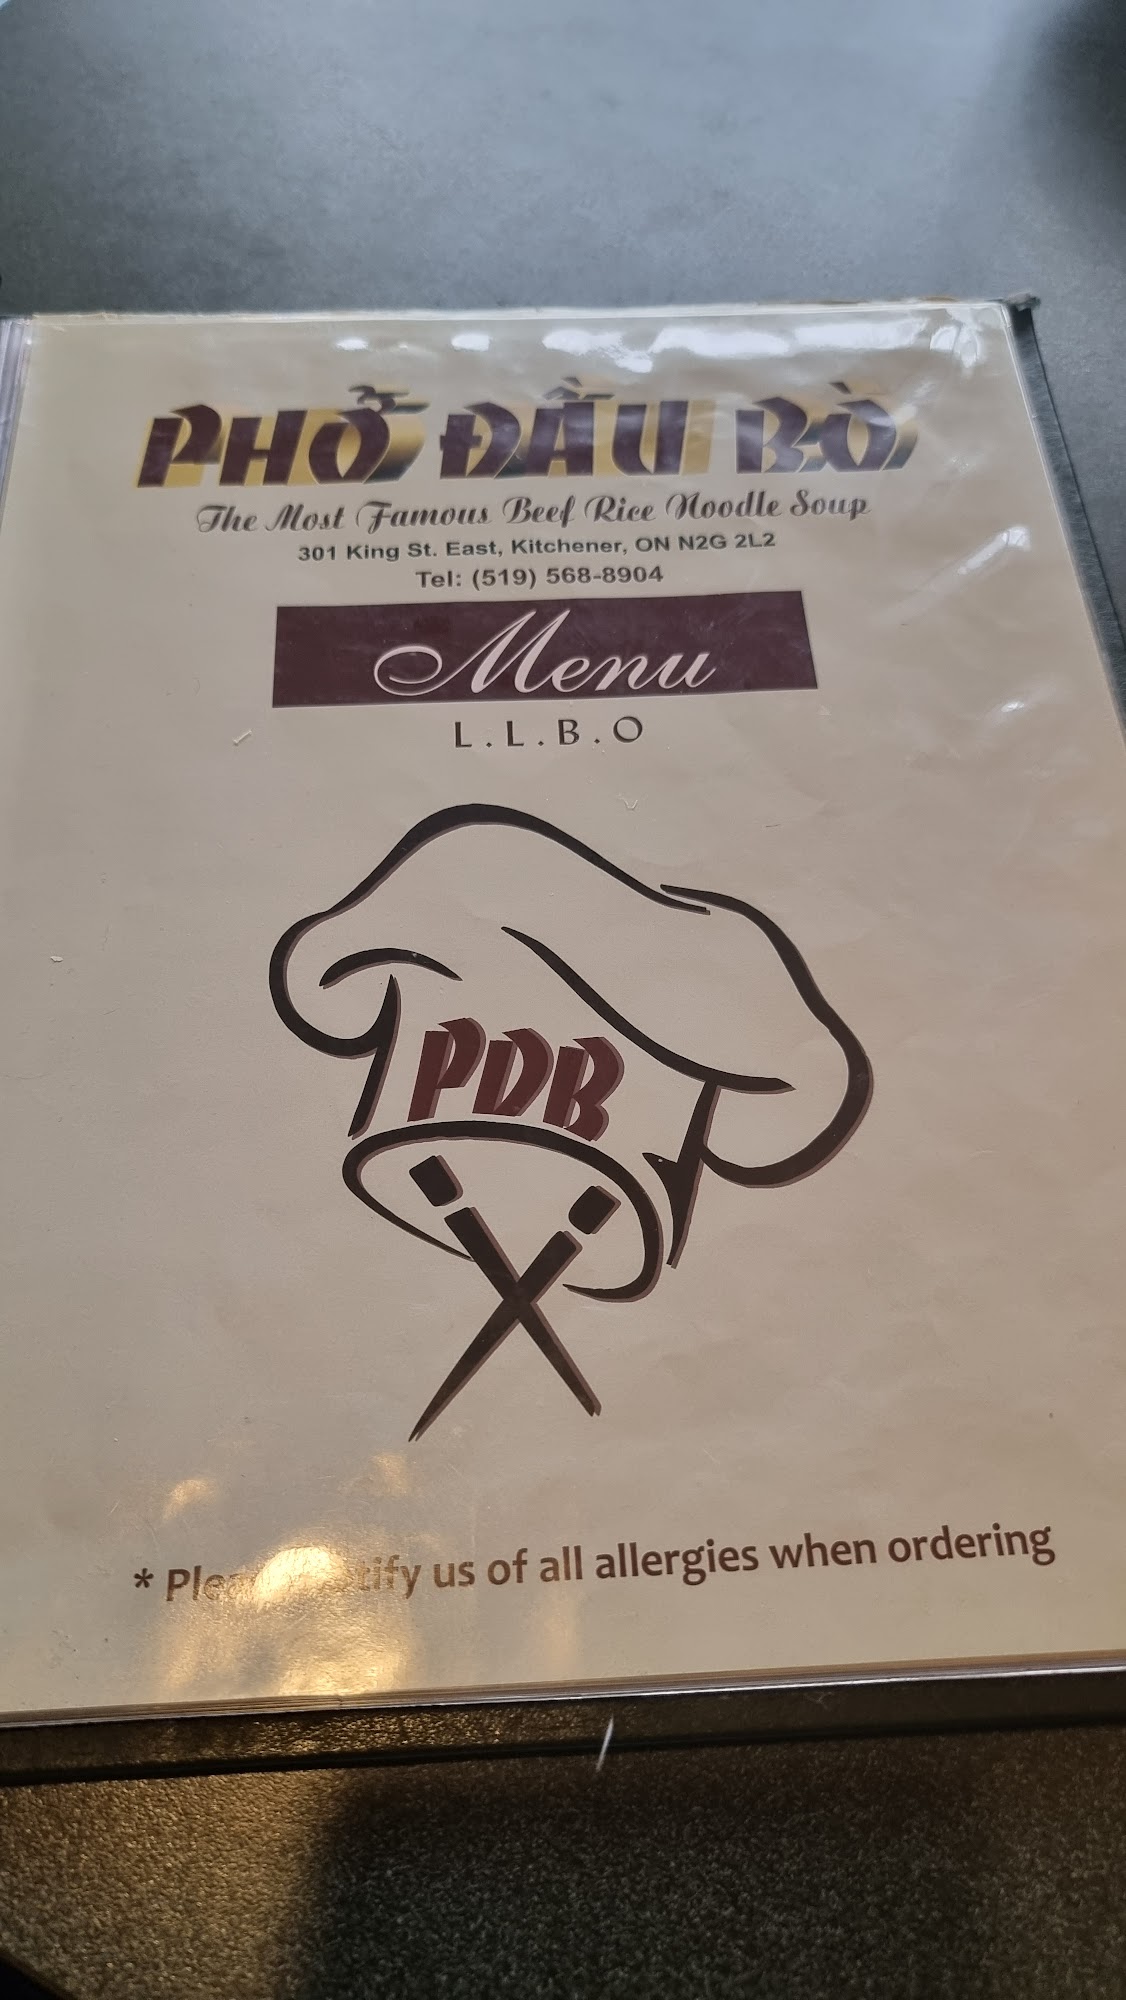 PHỞ ĐẦU BÒ
The Most Famous Beef Rice Noodle Soup
301 King St. East, Kitchener, ON N2G 2L2
Tel: (519) 568-8904
Menu
L.L.B.O
PDB
* us of all allergies when ordering